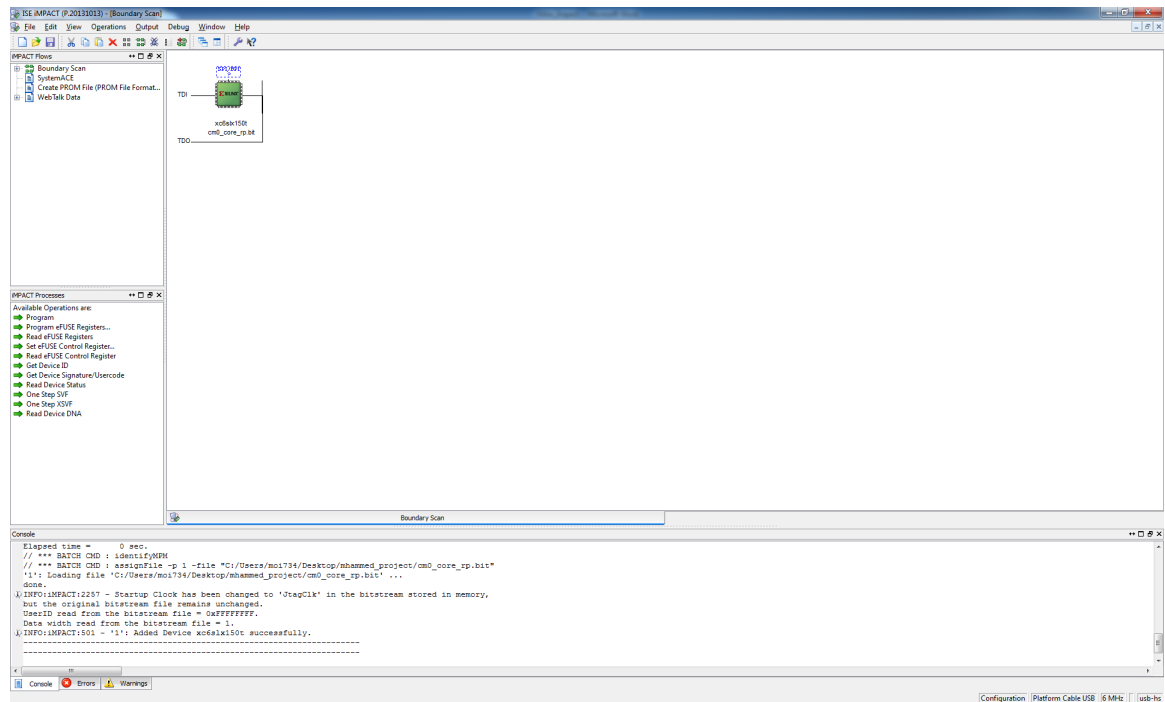 ISE iMPACT (P.20131013) - [Boundary Scan]
File Edit View Operations Output Debug Window Help
iMPACT Flows
Boundary Scan
SystemACE
Create PROM File (PROM File Format...
WebTalk Data
TDI
XILINX
xc6slx150t
cm0_core_rp.bit
TDO
iMPACT Processes
Available Operations are:
Program
Program eFUSE Registers...
Read eFUSE Registers
Set eFUSE Control Register...
Read eFUSE Control Register
Get Device ID
Get Device Signature/Usercode
Read Device Status
One Step SVF
One Step XSVF
Read Device DNA
Boundary Scan
Console
Elapsed time = 0 sec.
// *** BATCH CMD : identifyMPM
// *** BATCH CMD : assignFile -p 1 -file "C:/Users/moi734/Desktop/mhammed_project/cm0_core_rp.bit"
'1': Loading file 'C:/Users/moi734/Desktop/mhammed_project/cm0_core_rp.bit' ...
done.
INFO:iMPACT:2257 - Startup Clock has been changed to 'JtagClk' in the bitstream stored in memory,
but the original bitstream file remains unchanged.
UserID read from the bitstream file = 0xFFFFFFFF.
Data width read from the bitstream file = 1.
INFO:iMPACT:501 - '1': Added Device xc6slx150t successfully.
----------------------------------------------------------------------
----------------------------------------------------------------------
Console Errors Warnings
Configuration Platform Cable USB 6 MHz usb-hs